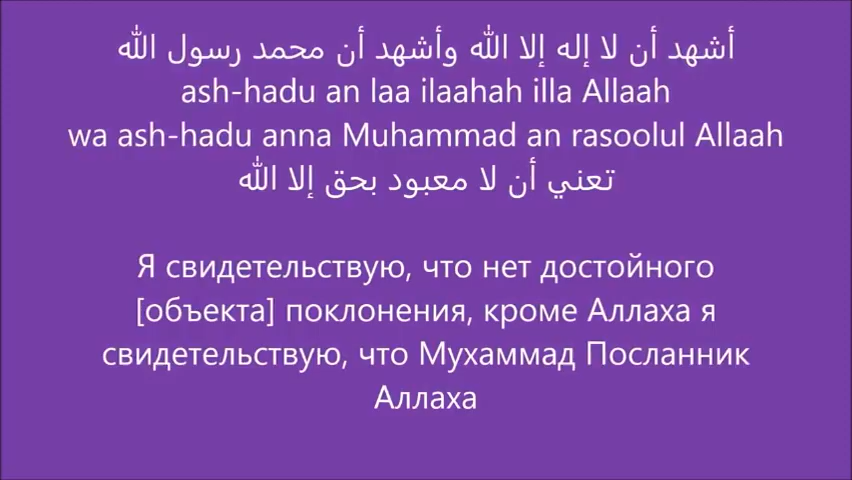 أشهد أن لا إله إلا الله وأشهد أن محمد رسول الله
ash-hadu an laa ilaahah illa Allaah
wa ash-hadu anna Muhammad an rasoolul Allaah
تعني أن لا معبود بحق إلا الله
Я свидетельствую, что нет достойного
[объекта] поклонения, кроме Аллаха я
свидетельствую, что Мухаммад Посланник
Аллаха